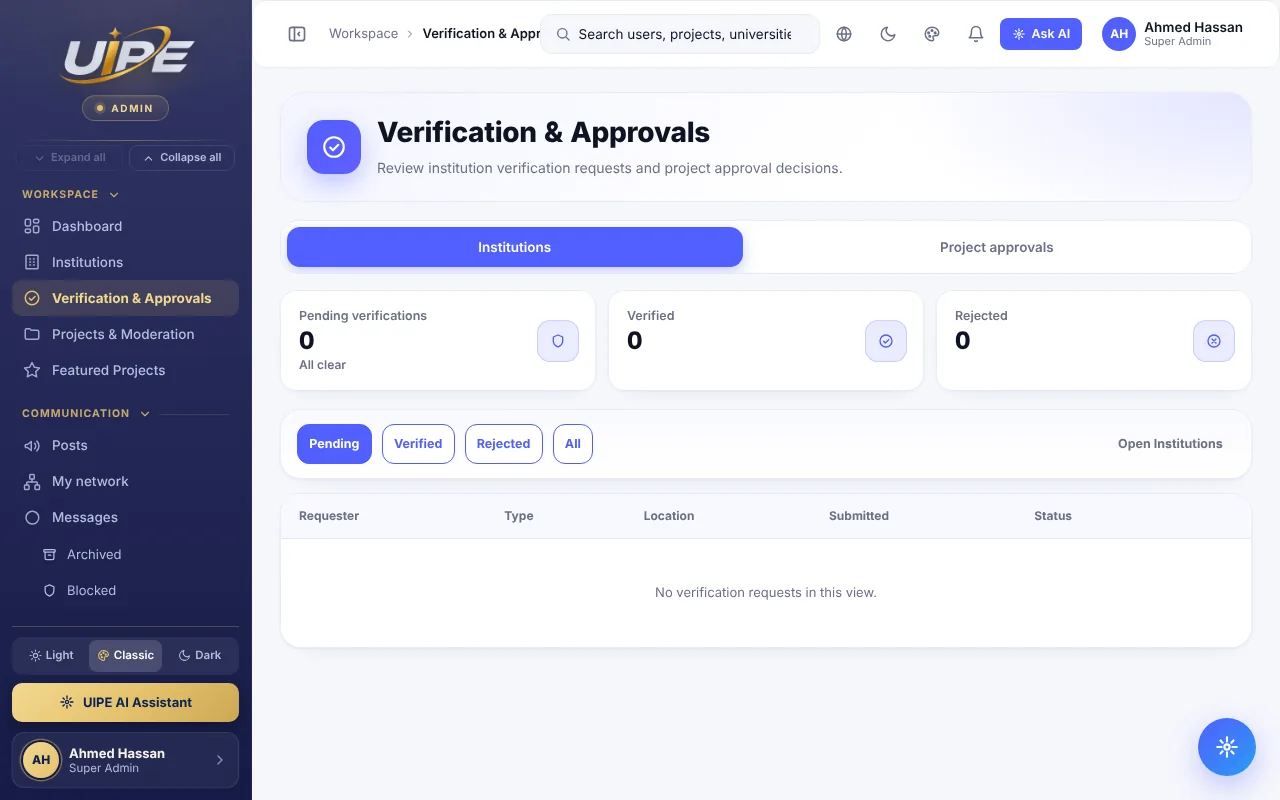 UIPE
ADMIN
Expand all
Collapse all
WORKSPACE
Dashboard
Institutions
Verification & Approvals
Projects & Moderation
Featured Projects
COMMUNICATION
Posts
My network
Messages
Archived
Blocked
Light
Classic
Dark
UIPE AI Assistant
AH
Ahmed Hassan
Super Admin
Workspace
Verification & Appr
Search users, projects, universitie
Ask AI
AH
Ahmed Hassan
Super Admin
Verification & Approvals
Review institution verification requests and project approval decisions.
Institutions
Project approvals
Pending verifications
0
All clear
Verified
0
Rejected
0
Pending
Verified
Rejected
All
Open Institutions
Requester Type Location Submitted Status
No verification requests in this view.